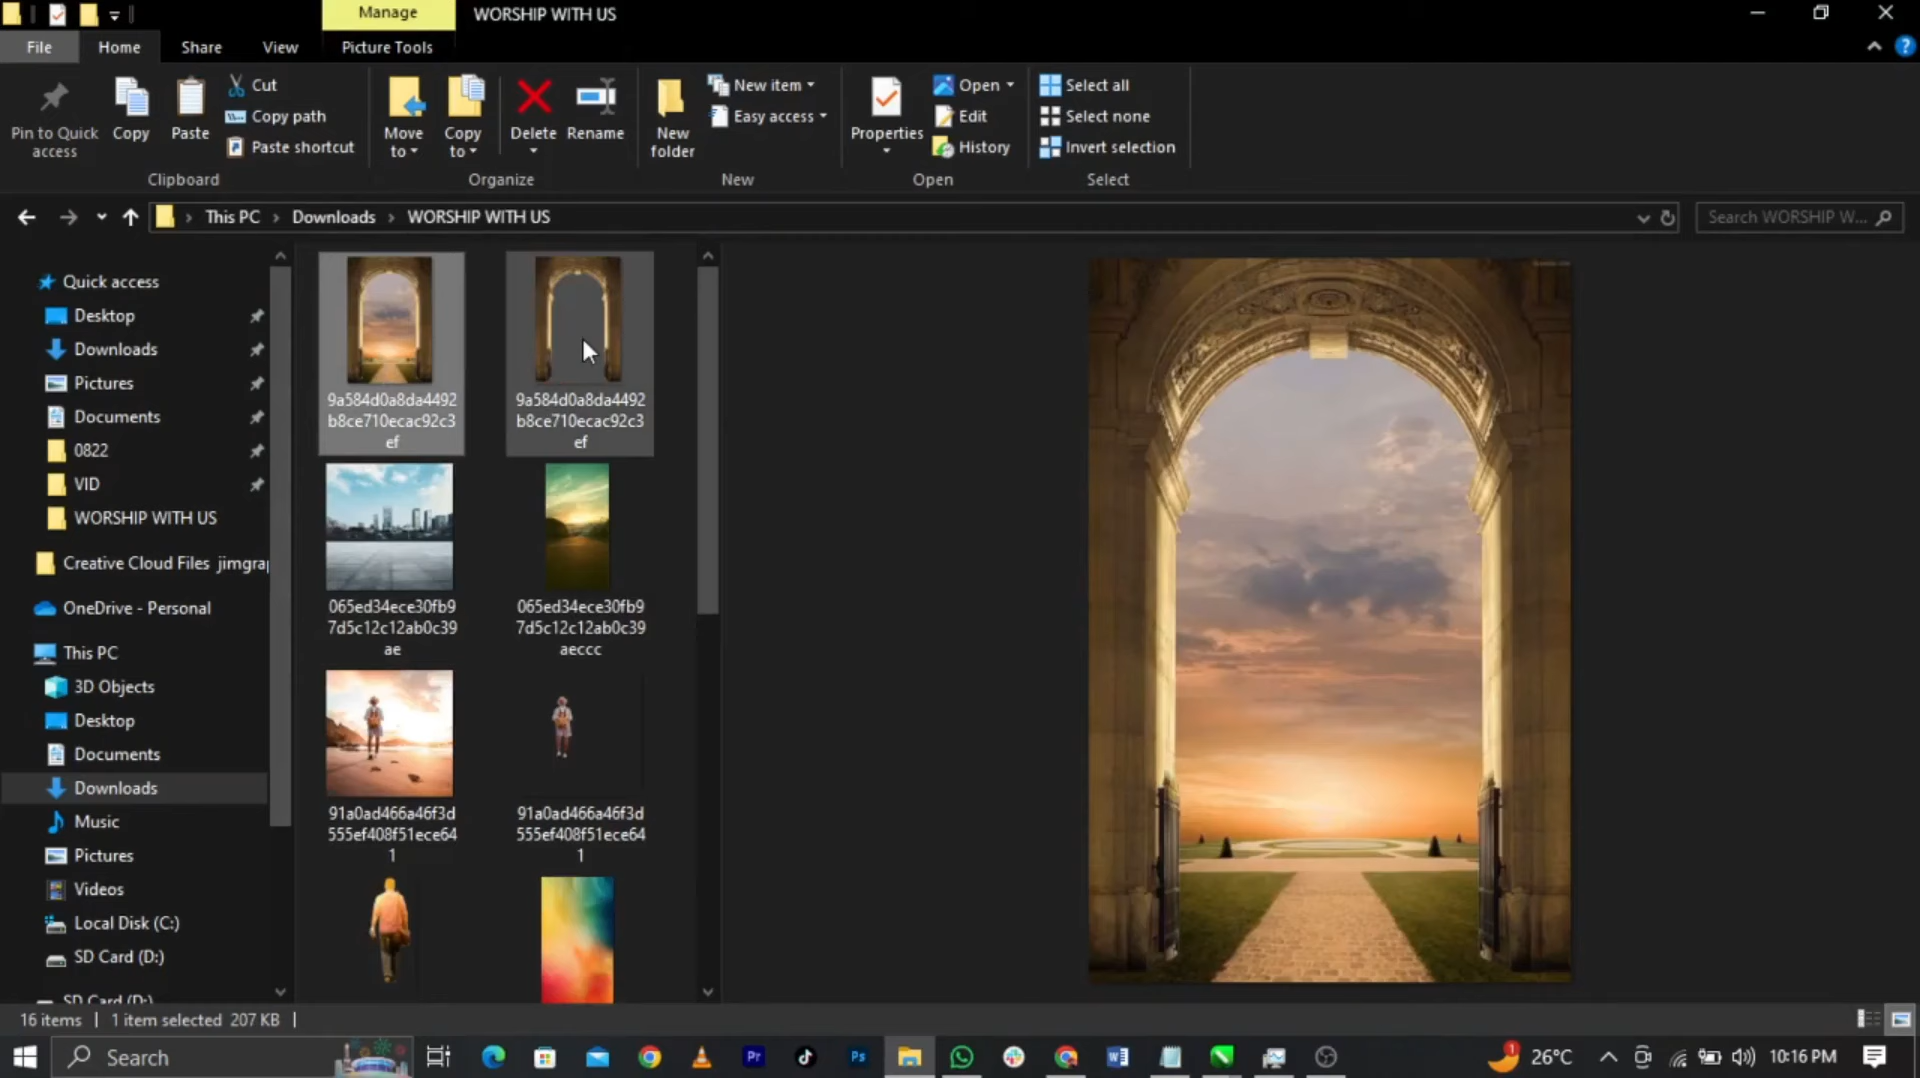 Manage
WORSHIP WITH US
File
Home
Share
View
Picture Tools
Pin to Quick access
Copy
Paste
Cut
Copy path
Paste shortcut
Move to
Copy to
Delete
Rename
New folder
New item
Easy access
Properties
Open
Edit
History
Select all
Select none
Invert selection
Clipboard
Organize
New
Open
Select
This PC
Downloads
WORSHIP WITH US
Search WORSHIP W...
Quick access
Desktop
Downloads
Pictures
Documents
0822
VID
WORSHIP WITH US
Creative Cloud Files jimgrap
OneDrive - Personal
This PC
3D Objects
Desktop
Documents
Downloads
Music
Pictures
Videos
Local Disk (C:)
SD Card (D:)
SD Card (D:)
9a584d0a8da4492
b8ce710ecac92c3
ef
9a584d0a8da4492
b8ce710ecac92c3
ef
065ed34ece30fb9
7d5c12c12ab0c39
ae
065ed34ece30fb9
7d5c12c12ab0c39
aeccc
91a0ad466a46f3d
555ef408f51ece64
1
91a0ad466a46f3d
555ef408f51ece64
1
16 items
1 item selected 207 KB
Search
Pr
Ps
1
26°C
10:16 PM